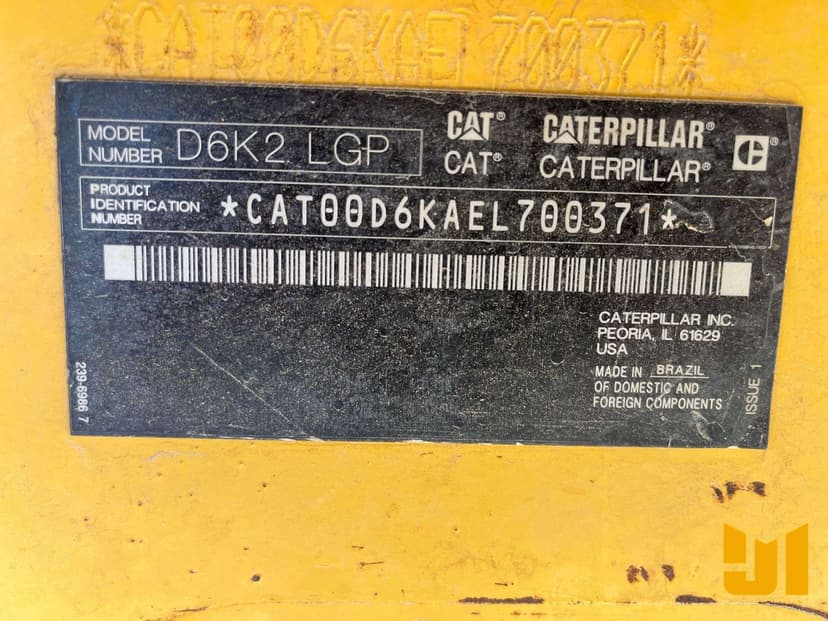 *CAT00D6KAEL700371*
MODEL NUMBER D6K2 LGP
CAT® CATERPILLAR®
CAT® CATERPILLAR®
PRODUCT IDENTIFICATION NUMBER *CAT00D6KAEL700371*
CATERPILLAR INC.
PEORIA, IL 61629
USA
MADE IN BRAZIL
OF DOMESTIC AND
FOREIGN COMPONENTS
239-6986 7
ISSUE 1